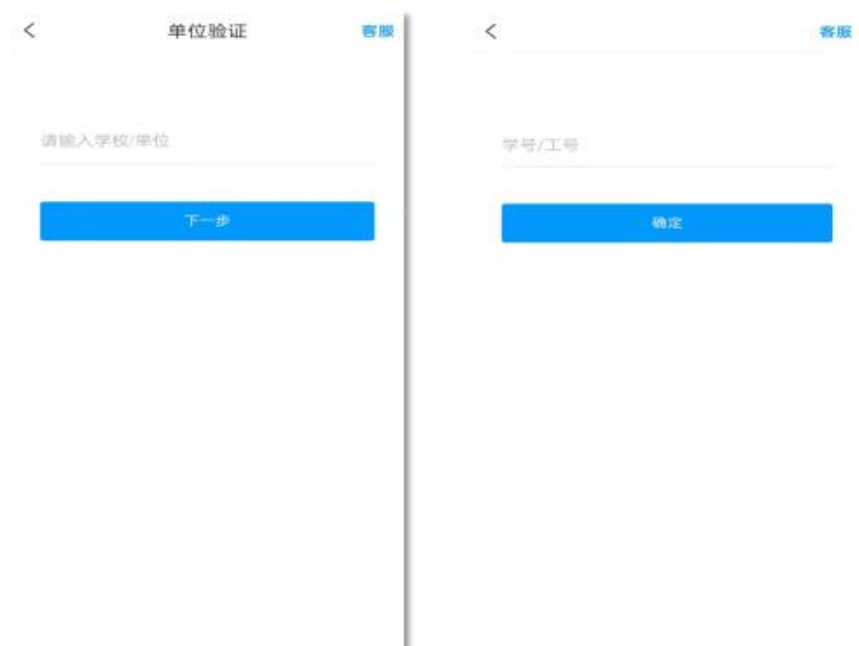 单位验证
客服
请输入学校/单位
下一步
客服
学号/工号
确定